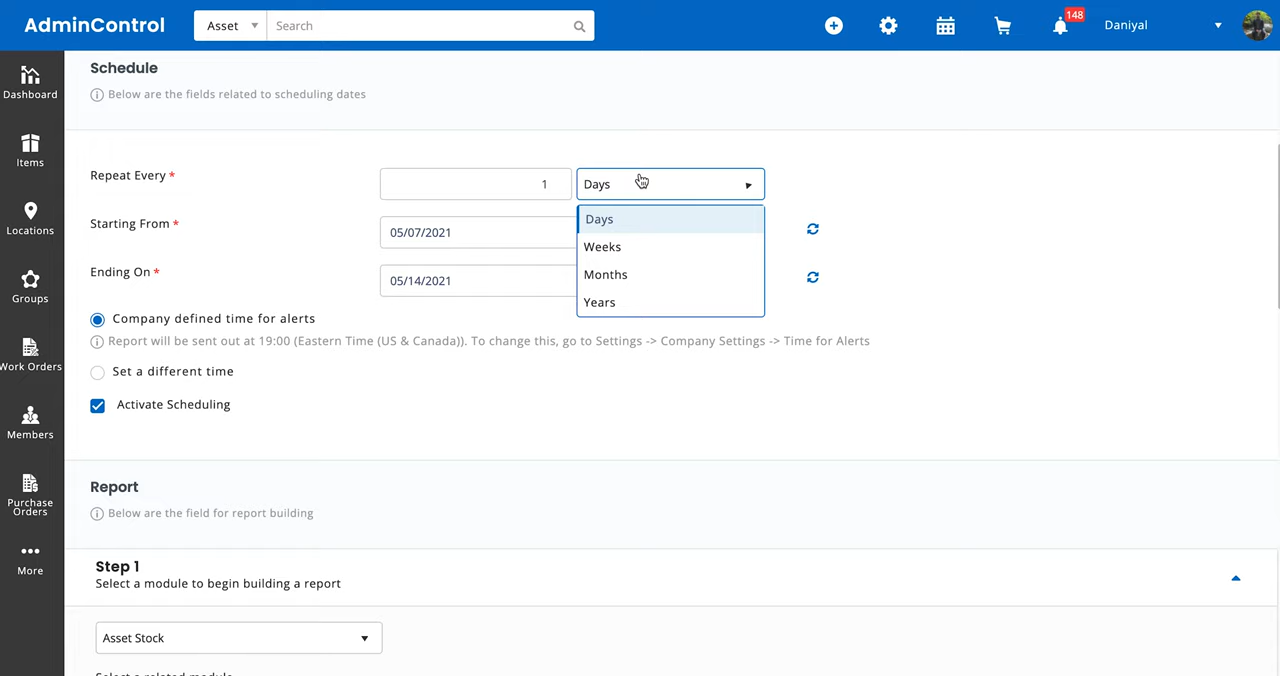 AdminControl
Asset
Search
148
Daniyal
Dashboard
Items
Locations
Groups
Work Orders
Members
Purchase
Orders
More
Schedule
Below are the fields related to scheduling dates
Repeat Every *
1
Days
Days
Weeks
Months
Years
Starting From *
05/07/2021
Ending On *
05/14/2021
Company defined time for alerts
Report will be sent out at 19:00 (Eastern Time (US & Canada)). To change this, go to Settings -> Company Settings -> Time for Alerts
Set a different time
Activate Scheduling
Report
Below are the field for report building
Step 1
Select a module to begin building a report
Asset Stock
Select a related module